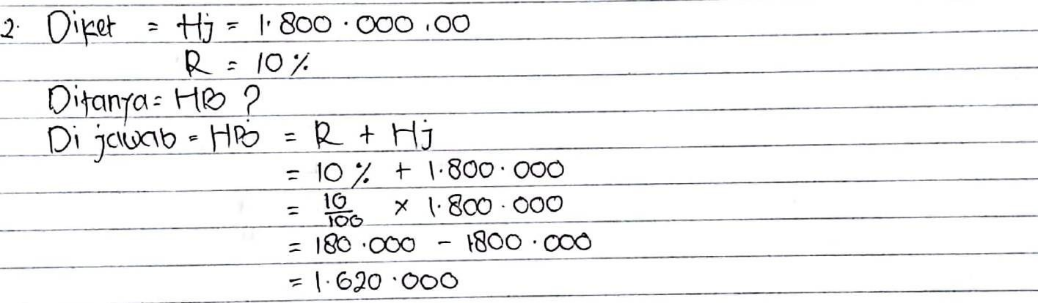 2. Diket = Hj = 1.800.000,00
R = 10%
Ditanya = HB ?
Di jawab = HB = R + Hj
= 10% + 1.800.000
= 10/100 × 1.800.000
= 180.000 - 1800.000
= 1.620.000